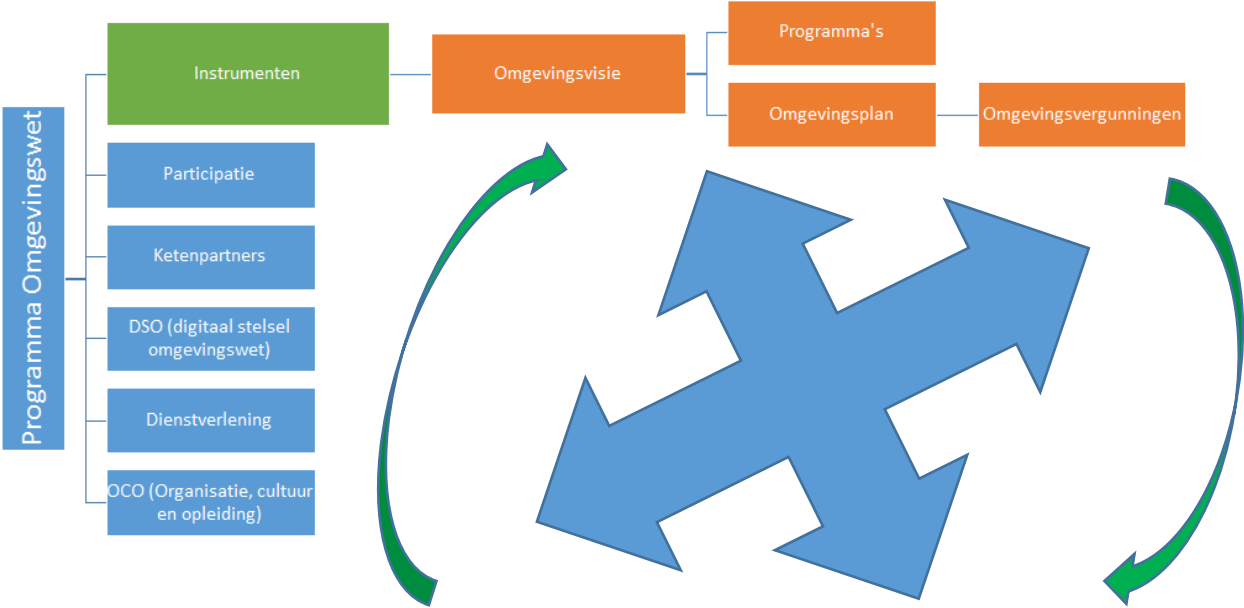 Programma Omgevingswet
Instrumenten
Omgevingsvisie
Programma's
Omgevingsplan
Omgevingsvergunningen
Participatie
Ketenpartners
DSO (digitaal stelsel
omgevingswet)
Dienstverlening
OCO (Organisatie, cultuur
en opleiding)